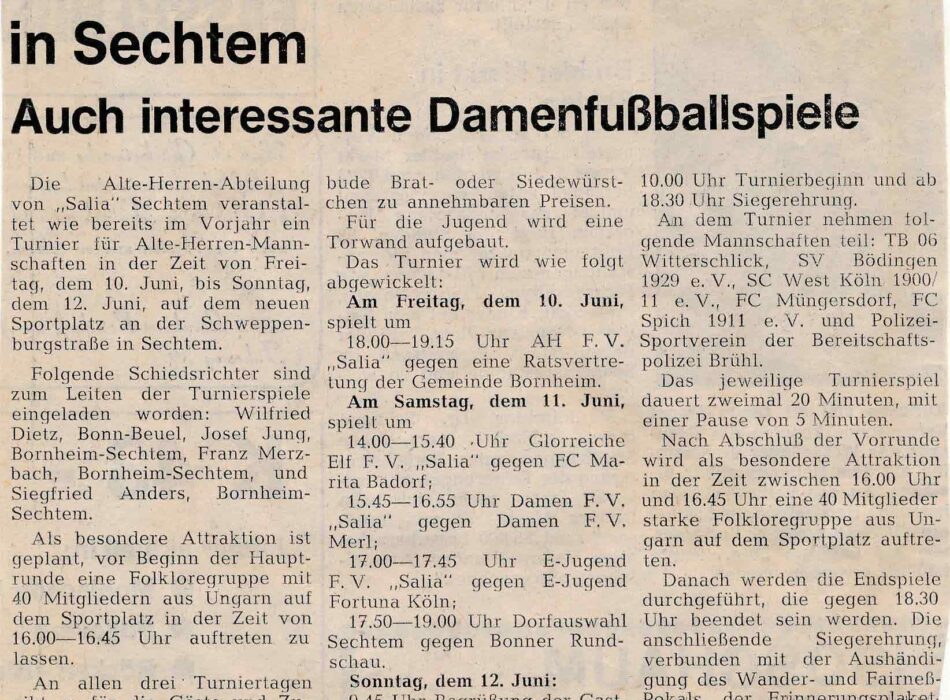 in Sechtem
Auch interessante Damenfußballspiele
Die Alte-Herren-Abteilung
von „Salia" Sechtem veranstal-
tet wie bereits im Vorjahr ein
Turnier für Alte-Herren-Mann-
schaften in der Zeit von Frei-
tag, dem 10. Juni, bis Sonntag,
dem 12. Juni, auf dem neuen
Sportplatz an der Schweppen-
burgstraße in Sechtem.
Folgende Schiedsrichter sind
zum Leiten der Turnierspiele
eingeladen worden: Wilfried
Dietz, Bonn-Beuel, Josef Jung,
Bornheim-Sechtem, Franz Merz-
bach, Bornheim-Sechtem, und
Siegfried Anders, Bornheim-
Sechtem.
Als besondere Attraktion ist
geplant, vor Beginn der Haupt-
runde eine Folkloregruppe mit
40 Mitgliedern aus Ungarn auf
dem Sportplatz in der Zeit von
16.00—16.45 Uhr auftreten zu
lassen.
An allen drei Turniertagen
bude Brat- oder Siedewürst-
chen zu annehmbaren Preisen.
Für die Jugend wird eine
Torwand aufgebaut.
Das Turnier wird wie folgt
abgewickelt:
Am Freitag, dem 10. Juni,
spielt um
18.00—19.15 Uhr AH F. V.
„Salia" gegen eine Ratsvertre-
tung der Gemeinde Bornheim.
Am Samstag, dem 11. Juni,
spielt um
14.00—15.40 Uhr Glorreiche
Elf F. V. „Salia" gegen FC Ma-
rita Badorf;
15.45—16.55 Uhr Damen F. V.
„Salia" gegen Damen F. V.
Merl;
17.00—17.45 Uhr E-Jugend
F. V. „Salia" gegen E-Jugend
Fortuna Köln;
17.50—19.00 Uhr Dorfauswahl
Sechtem gegen Bonner Rund-
schau.
Sonntag, dem 12. Juni:
9.45 Uhr Begrüßung der Gast-
10.00 Uhr Turnierbeginn und ab
18.30 Uhr Siegerehrung.
An dem Turnier nehmen fol-
gende Mannschaften teil: TB 06
Witterschlick, SV Bödingen
1929 e. V., SC West Köln 1900/
11 e. V., FC Müngersdorf, FC
Spich 1911 e. V. und Polizei-
Sportverein der Bereitschafts-
polizei Brühl.
Das jeweilige Turnierspiel
dauert zweimal 20 Minuten, mit
einer Pause von 5 Minuten.
Nach Abschluß der Vorrunde
wird als besondere Attraktion
in der Zeit zwischen 16.00 Uhr
und 16.45 Uhr eine 40 Mitglieder
starke Folkloregruppe aus Un-
garn auf dem Sportplatz auftre-
ten.
Danach werden die Endspiele
durchgeführt, die gegen 18.30
Uhr beendet sein werden. Die
anschließende Siegerehrung,
verbunden mit der Aushändi-
gung des Wander- und Fairneß-
Pokals, der Erinnerungsplaket-